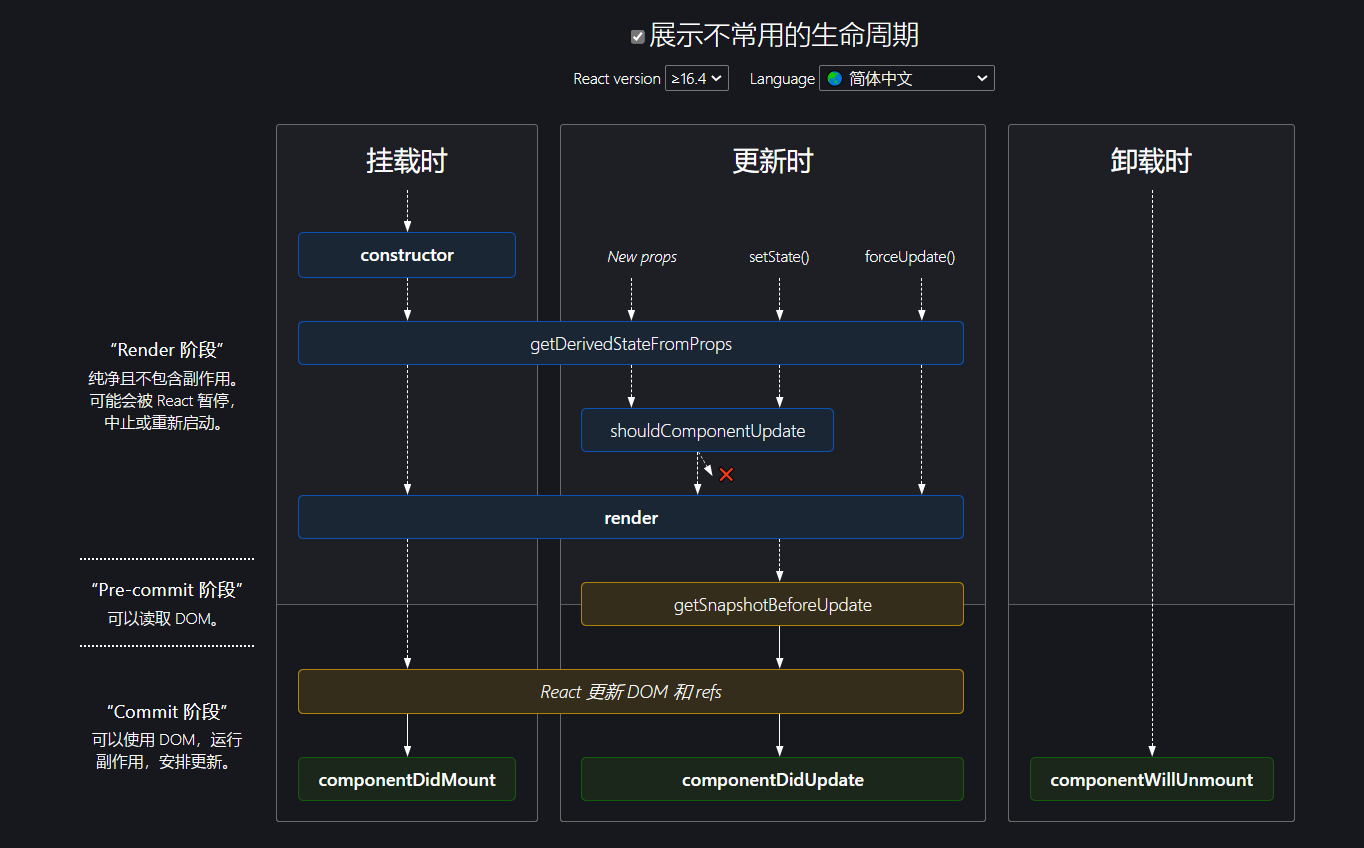 展示不常用的生命周期
React version ≥16.4 Language 简体中文
挂载时
更新时
卸载时
constructor
New props
setState()
forceUpdate()
“Render 阶段”
纯净且不包含副作用。
可能会被 React 暂停，
中止或重新启动。
getDerivedStateFromProps
shouldComponentUpdate
render
“Pre-commit 阶段”
可以读取 DOM。
getSnapshotBeforeUpdate
“Commit 阶段”
可以使用 DOM，运行
副作用，安排更新。
React 更新 DOM 和 refs
componentDidMount
componentDidUpdate
componentWillUnmount